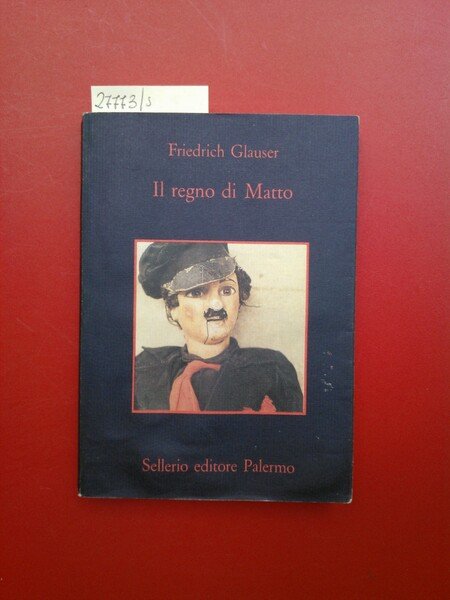 27773/s
Friedrich Glauser
Il regno di Matto
Sellerio editore Palermo